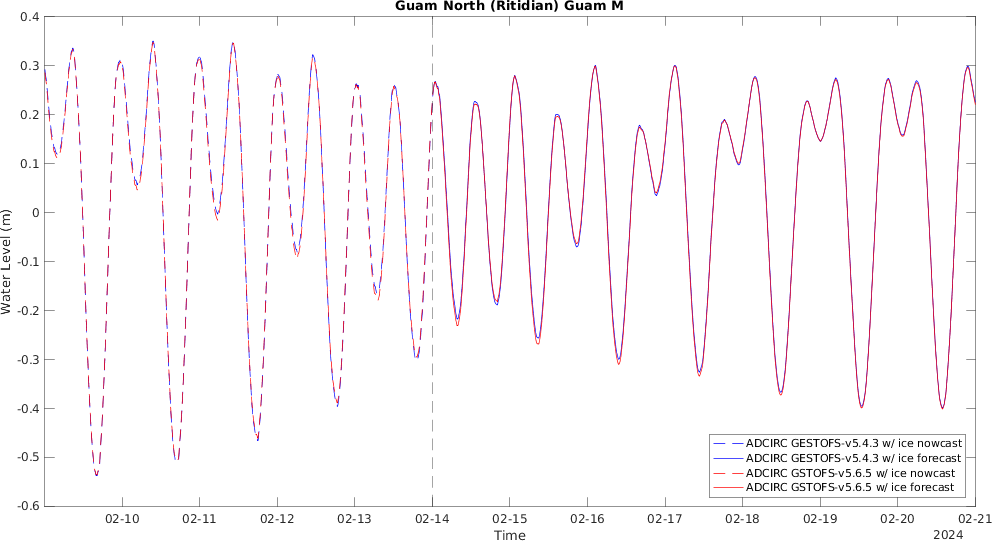 Guam North (Ritidian) Guam M
0.4
0.3
0.2
0.1
0
-0.1
-0.2
-0.3
-0.4
-0.5
-0.6
Water Level (m)
ADCIRC GESTOFS-v5.4.3 w/ ice nowcast
ADCIRC GESTOFS-v5.4.3 w/ ice forecast
ADCIRC GSTOFS-v5.6.5 w/ ice nowcast
ADCIRC GSTOFS-v5.6.5 w/ ice forecast
02-10 02-11 02-12 02-13 02-14 02-15 02-16 02-17 02-18 02-19 02-20 02-21
Time
2024